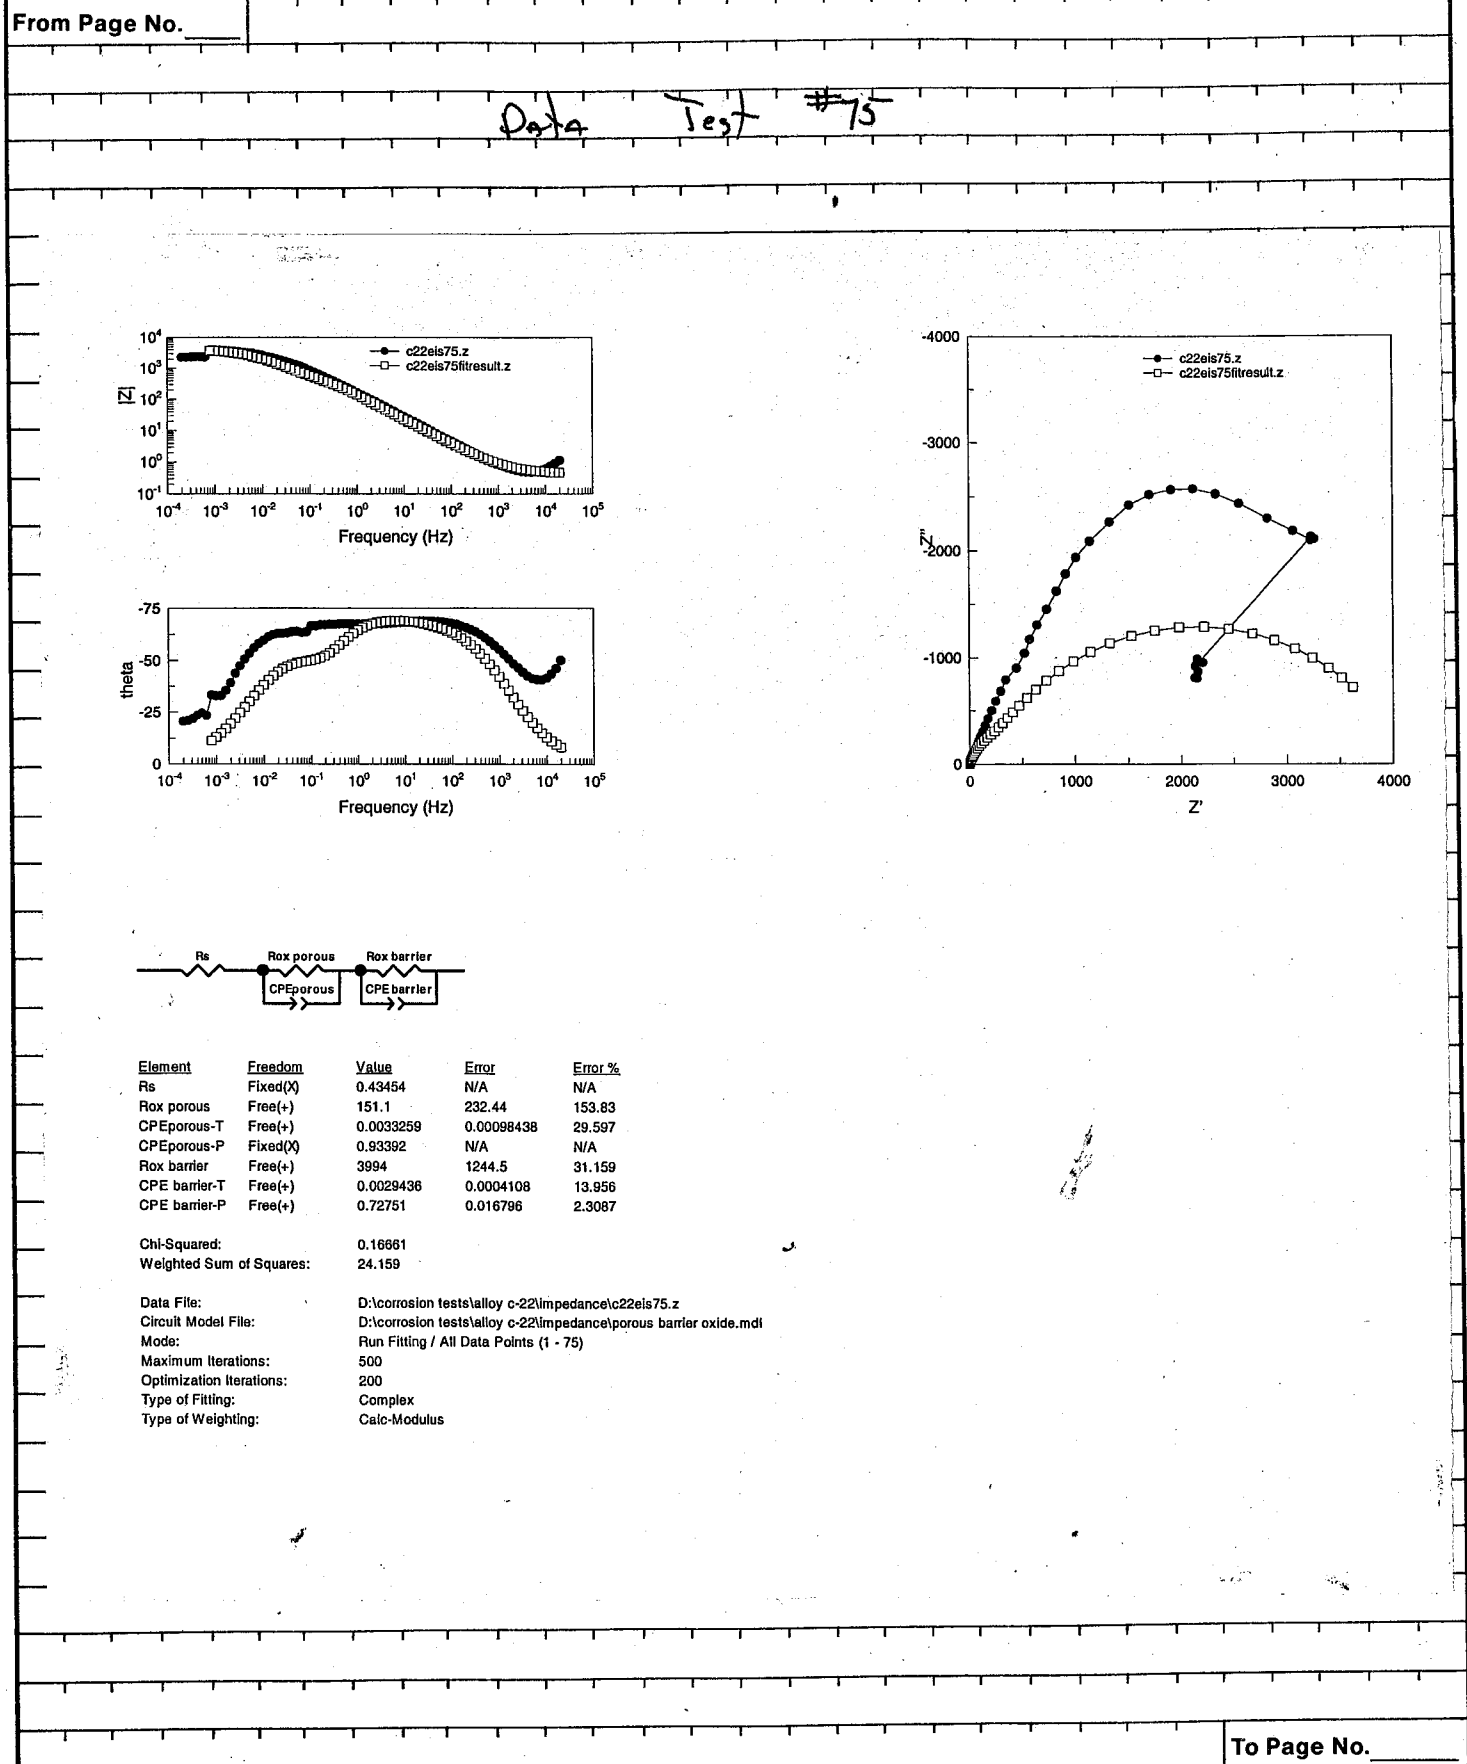 From Page No.
Data Test #75
10⁴
10³
10²
10¹
10⁰
10⁻¹
|Z|
c22eis75.z
c22eis75fitresult.z
10⁻⁴ 10⁻³ 10⁻² 10⁻¹ 10⁰ 10¹ 10² 10³ 10⁴ 10⁵
Frequency (Hz)
-75
-50
-25
0
theta
10⁻⁴ 10⁻³ 10⁻² 10⁻¹ 10⁰ 10¹ 10² 10³ 10⁴ 10⁵
Frequency (Hz)
-4000
-3000
-2000
-1000
0
Z''
c22eis75.z
c22eis75fitresult.z
0 1000 2000 3000 4000
Z'
Rs Rox porous Rox barrier
CPEporous CPE barrier
Element Freedom Value Error Error %
Rs Fixed(X) 0.43454 N/A N/A
Rox porous Free(+) 151.1 232.44 153.83
CPEporous-T Free(+) 0.0033259 0.00098438 29.597
CPEporous-P Fixed(X) 0.93392 N/A N/A
Rox barrier Free(+) 3994 1244.5 31.159
CPE barrier-T Free(+) 0.0029436 0.0004108 13.956
CPE barrier-P Free(+) 0.72751 0.016796 2.3087
Chi-Squared: 0.16661
Weighted Sum of Squares: 24.159
Data File: D:\corrosion tests\alloy c-22\impedance\c22eis75.z
Circuit Model File: D:\corrosion tests\alloy c-22\impedance\porous barrier oxide.mdl
Mode: Run Fitting / All Data Points (1 - 75)
Maximum Iterations: 500
Optimization Iterations: 200
Type of Fitting: Complex
Type of Weighting: Calc-Modulus
To Page No.